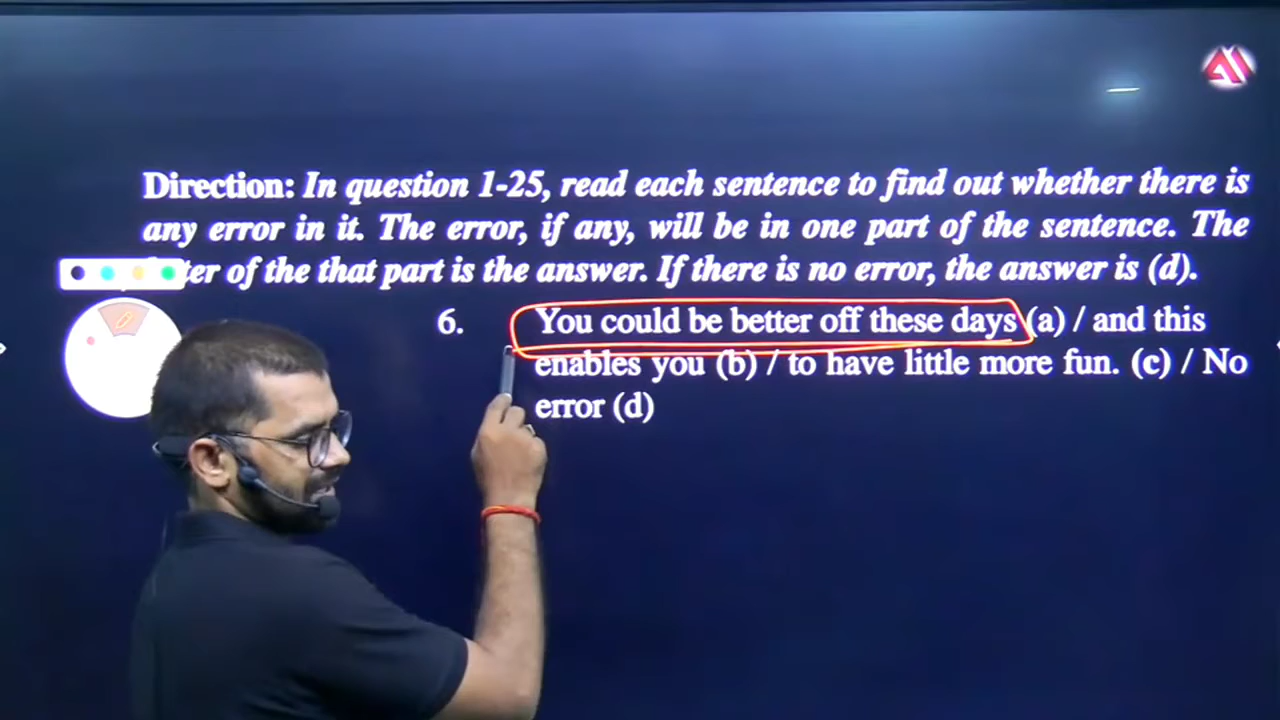 Direction: In question 1-25, read each sentence to find out whether there is
any error in it. The error, if any, will be in one part of the sentence. The
of the that part is the answer. If there is no error, the answer is (d).
6. You could be better off these days (a) / and this
enables you (b) / to have little more fun. (c) / No
error (d)